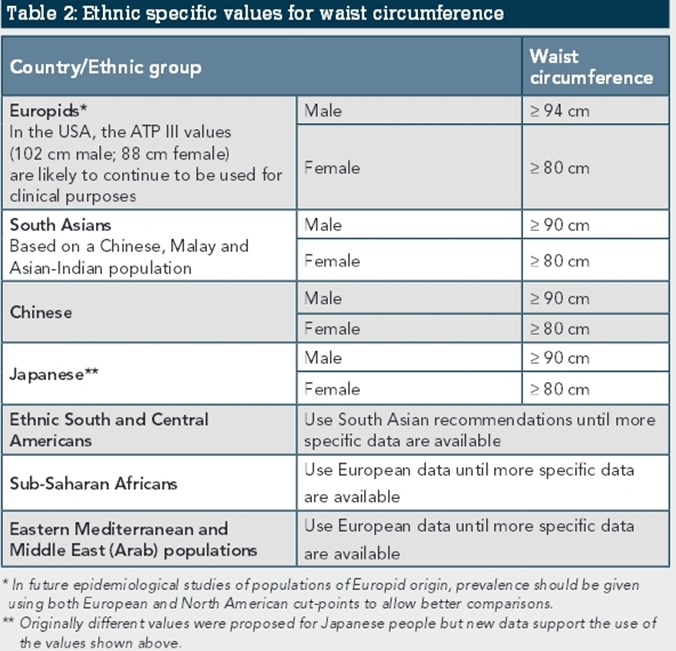 Table 2: Ethnic specific values for waist circumference
Country/Ethnic group
Waist
circumference
Europids*
In the USA, the ATP III values
(102 cm male; 88 cm female)
are likely to continue to be used for
clinical purposes
Male
≥ 94 cm
Female
≥ 80 cm
South Asians
Based on a Chinese, Malay and
Asian-Indian population
Male
≥ 90 cm
Female
≥ 80 cm
Chinese
Male
≥ 90 cm
Female
≥ 80 cm
Japanese**
Male
≥ 90 cm
Female
≥ 80 cm
Ethnic South and Central
Americans
Use South Asian recommendations until more
specific data are available
Sub-Saharan Africans
Use European data until more specific data
are available
Eastern Mediterranean and
Middle East (Arab) populations
Use European data until more specific data
are available
* In future epidemiological studies of populations of Europid origin, prevalence should be given
using both European and North American cut-points to allow better comparisons.
** Originally different values were proposed for Japanese people but new data support the use of
the values shown above.